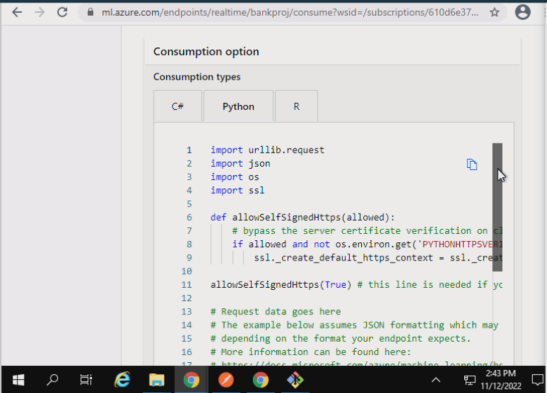 ml.azure.com/endpoints/realtime/bankproj/consume?wsid=/subscriptions/610d6e37...
Consumption option
Consumption types
C# Python R
1 import urllib.request
2 import json
3 import os
4 import ssl
5
6 def allowSelfSignedHttps(allowed):
7 # bypass the server certificate verification on cl
8 if allowed and not os.environ.get('PYTHONHTTPSVERI
9 ssl._create_default_https_context = ssl._creat
10
11 allowSelfSignedHttps(True) # this line is needed if yo
12
13 # Request data goes here
14 # The example below assumes JSON formatting which may
15 # depending on the format your endpoint expects.
16 # More information can be found here:
17 # https://docs.microsoft.com/azure/machine-learning/ho
2:43 PM
11/12/2022